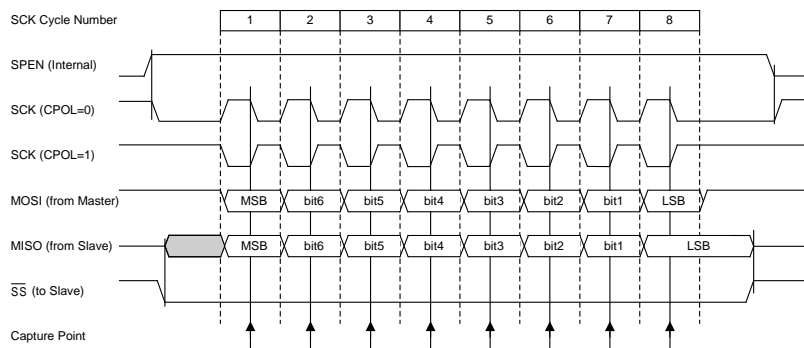 SCK Cycle Number 1 2 3 4 5 6 7 8
SPEN (Internal)
SCK (CPOL=0)
SCK (CPOL=1)
MOSI (from Master) MSB bit6 bit5 bit4 bit3 bit2 bit1 LSB
MISO (from Slave) MSB bit6 bit5 bit4 bit3 bit2 bit1 LSB
S̅S̅ (to Slave)
Capture Point